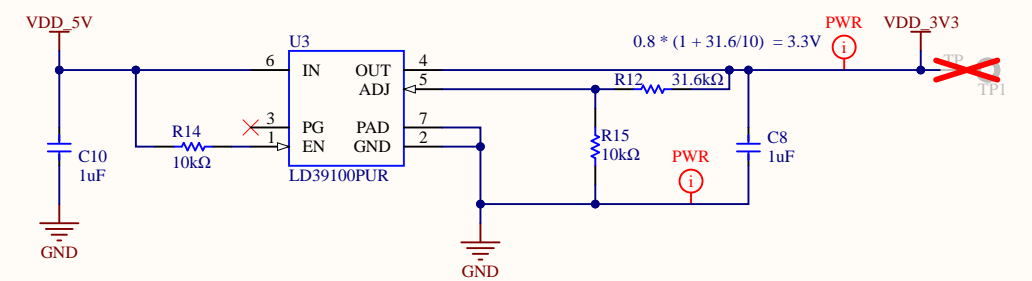 VDD_5V
PWR
VDD_3V3
U3
0.8 * (1 + 31.6/10) = 3.3V
i
6
IN
OUT
4
TP
ADJ
5
R12
31.6kΩ
TP1
3
PG
PAD
7
R14
1
EN
GND
2
R15
C8
10kΩ
10kΩ
1uF
C10
1uF
LD39100PUR
PWR
i
GND
GND